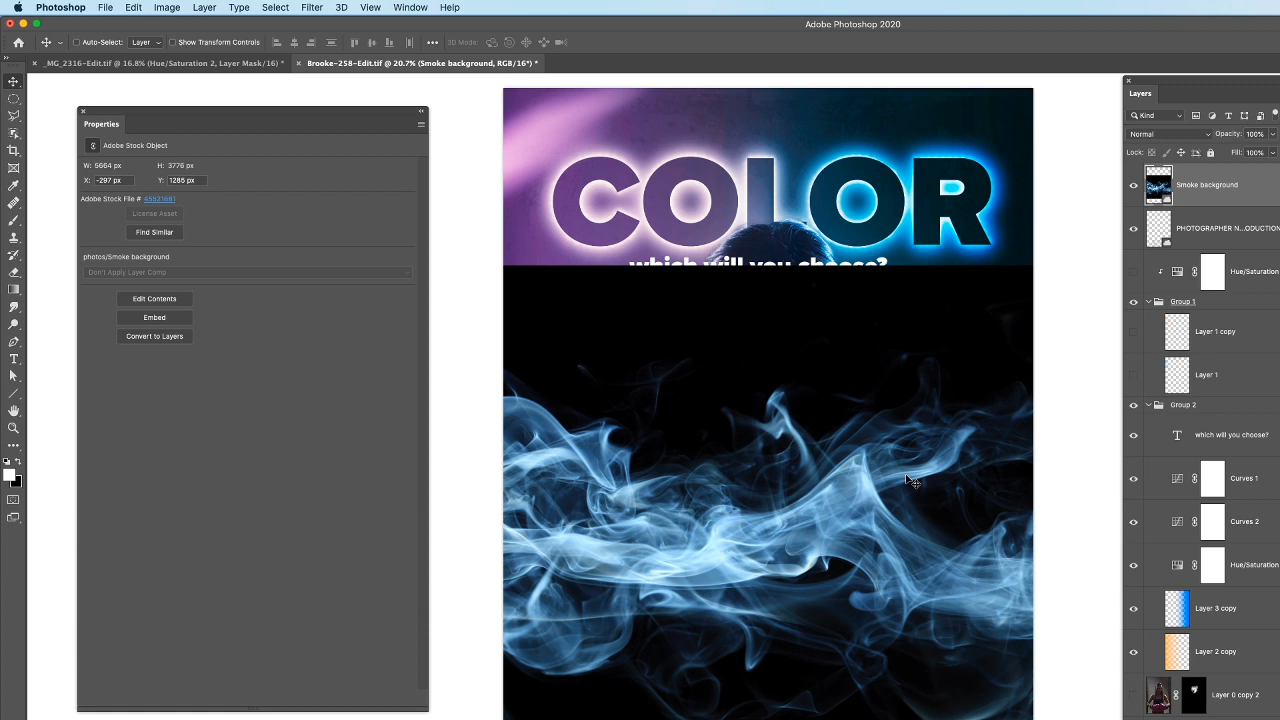 Photoshop File Edit Image Layer Type Select Filter 3D View Window Help
Adobe Photoshop 2020
Auto-Select: Layer Show Transform Controls 3D Mode:
_MG_2316-Edit.tif @ 16.8% (Hue/Saturation 2, Layer Mask/16) * Brooke-258-Edit.tif @ 20.7% (Smoke background, RGB/16*) *
Properties
Adobe Stock Object
W: 5664 px H: 3776 px
X: -297 px Y: 1285 px
Adobe Stock File # 45521691
License Asset
Find Similar
photos/Smoke background
Don't Apply Layer Comp
Edit Contents
Embed
Convert to Layers
COLOR
which will you choose?
Layers
Kind
Normal Opacity: 100%
Lock: Fill: 100%
Smoke background
PHOTOGRAPHER N...ODUCTION
Hue/Saturation
Group 1
Layer 1 copy
Layer 1
Group 2
T which will you choose?
Curves 1
Curves 2
Hue/Saturation
Layer 3 copy
Layer 2 copy
Layer 0 copy 2